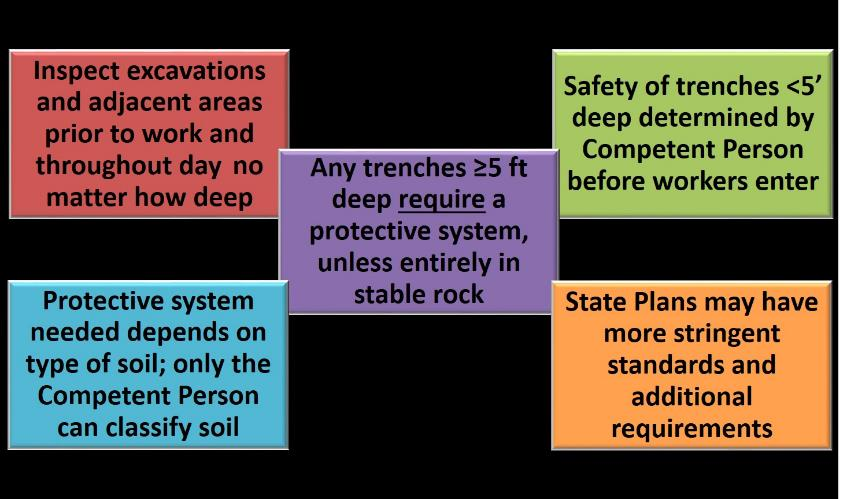 Inspect excavations
and adjacent areas
prior to work and
throughout day no
matter how deep
Safety of trenches <5’
deep determined by
Competent Person
before workers enter
Any trenches ≥5 ft
deep require a
protective system,
unless entirely in
stable rock
Protective system
needed depends on
type of soil; only the
Competent Person
can classify soil
State Plans may have
more stringent
standards and
additional
requirements